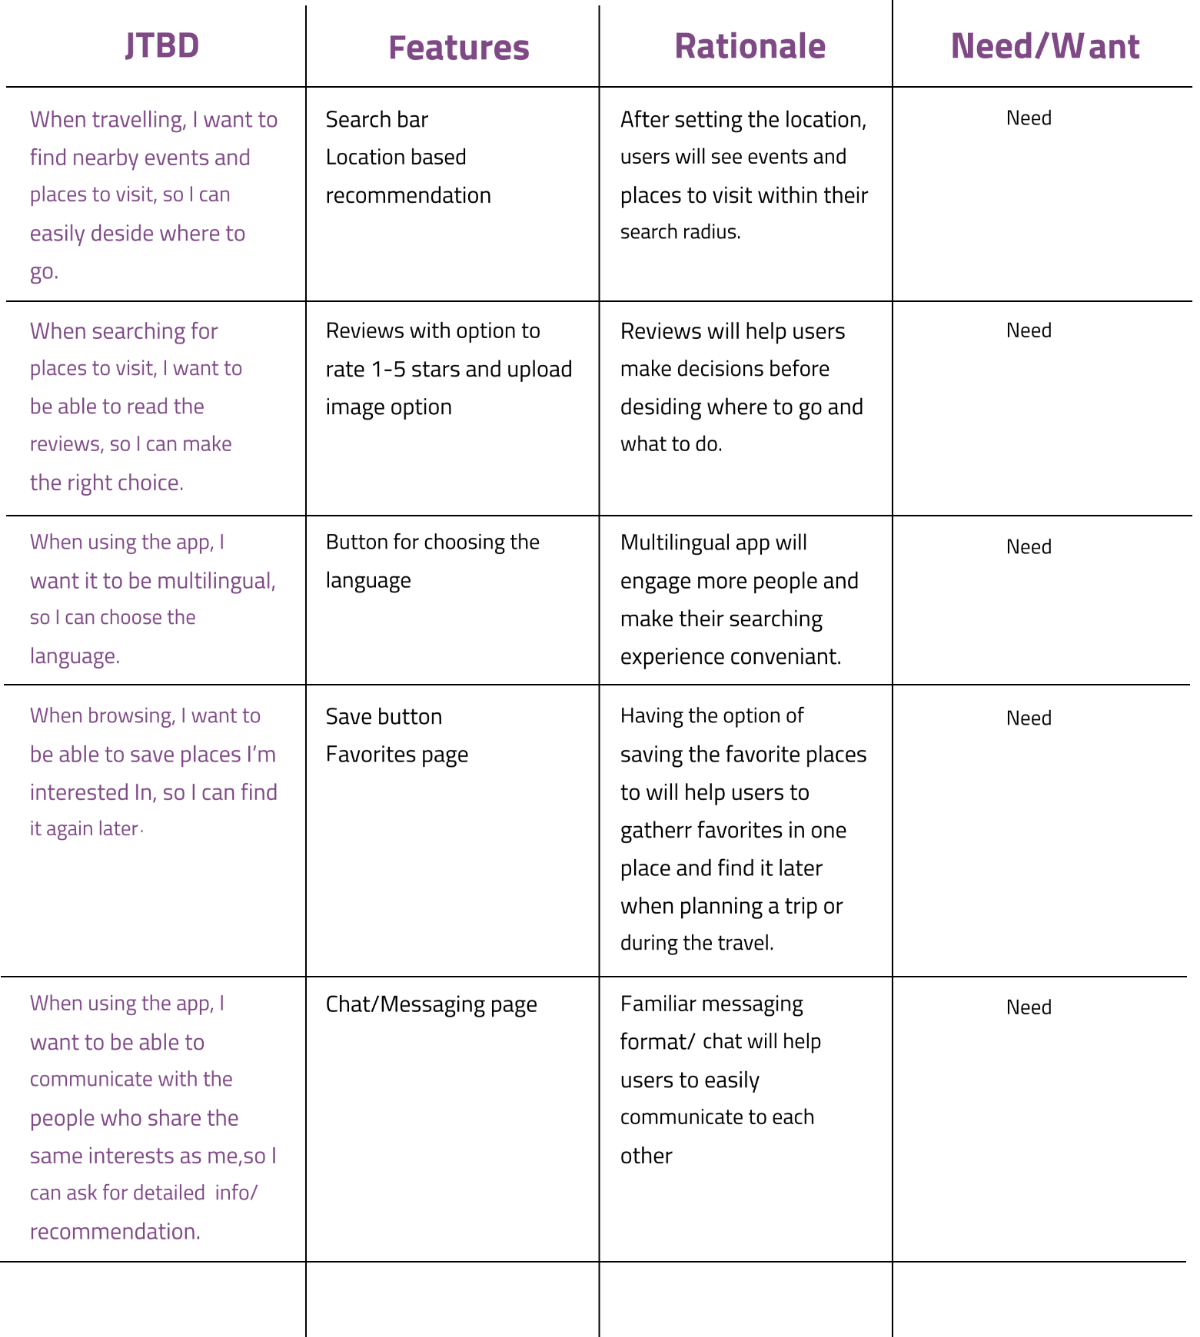 JTBD
Features
Rationale
Need/Want
When travelling, I want to
find nearby events and
places to visit, so I can
easily deside where to
go.
Search bar
Location based
recommendation
After setting the location,
users will see events and
places to visit within their
search radius.
Need
When searching for
places to visit, I want to
be able to read the
reviews, so I can make
the right choice.
Reviews with option to
rate 1-5 stars and upload
image option
Reviews will help users
make decisions before
desiding where to go and
what to do.
Need
When using the app, I
want it to be multilingual,
so I can choose the
language.
Button for choosing the
language
Multilingual app will
engage more people and
make their searching
experience conveniant.
Need
When browsing, I want to
be able to save places I'm
interested In, so I can find
it again later.
Save button
Favorites page
Having the option of
saving the favorite places
to will help users to
gatherr favorites in one
place and find it later
when planning a trip or
during the travel.
Need
When using the app, I
want to be able to
communicate with the
people who share the
same interests as me,so I
can ask for detailed info/
recommendation.
Chat/Messaging page
Familiar messaging
format/ chat will help
users to easily
communicate to each
other
Need